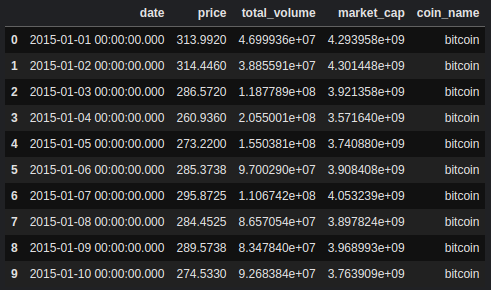 date price total_volume market_cap coin_name
0 2015-01-01 00:00:00.000 313.9920 4.699936e+07 4.293958e+09 bitcoin
1 2015-01-02 00:00:00.000 314.4460 3.885591e+07 4.301448e+09 bitcoin
2 2015-01-03 00:00:00.000 286.5720 1.187789e+08 3.921358e+09 bitcoin
3 2015-01-04 00:00:00.000 260.9360 2.055001e+08 3.571640e+09 bitcoin
4 2015-01-05 00:00:00.000 273.2200 1.550381e+08 3.740880e+09 bitcoin
5 2015-01-06 00:00:00.000 285.3738 9.700290e+07 3.908408e+09 bitcoin
6 2015-01-07 00:00:00.000 295.8725 1.106742e+08 4.053239e+09 bitcoin
7 2015-01-08 00:00:00.000 284.4525 8.657054e+07 3.897824e+09 bitcoin
8 2015-01-09 00:00:00.000 289.5738 8.347840e+07 3.968993e+09 bitcoin
9 2015-01-10 00:00:00.000 274.5330 9.268384e+07 3.763909e+09 bitcoin